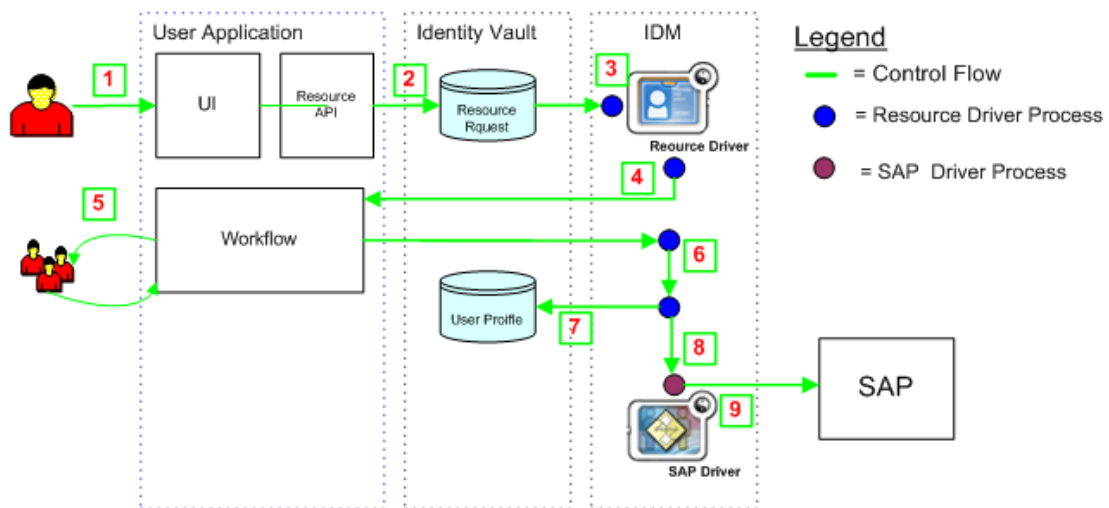 User Application
Identity Vault
IDM
Legend
1
2
3
= Control Flow
UI
Resource
API
Resource
Rquest
= Resource Driver Process
Reource Driver
4
= SAP Driver Process
5
Workflow
6
User Proifle
7
8
SAP
9
SAP Driver